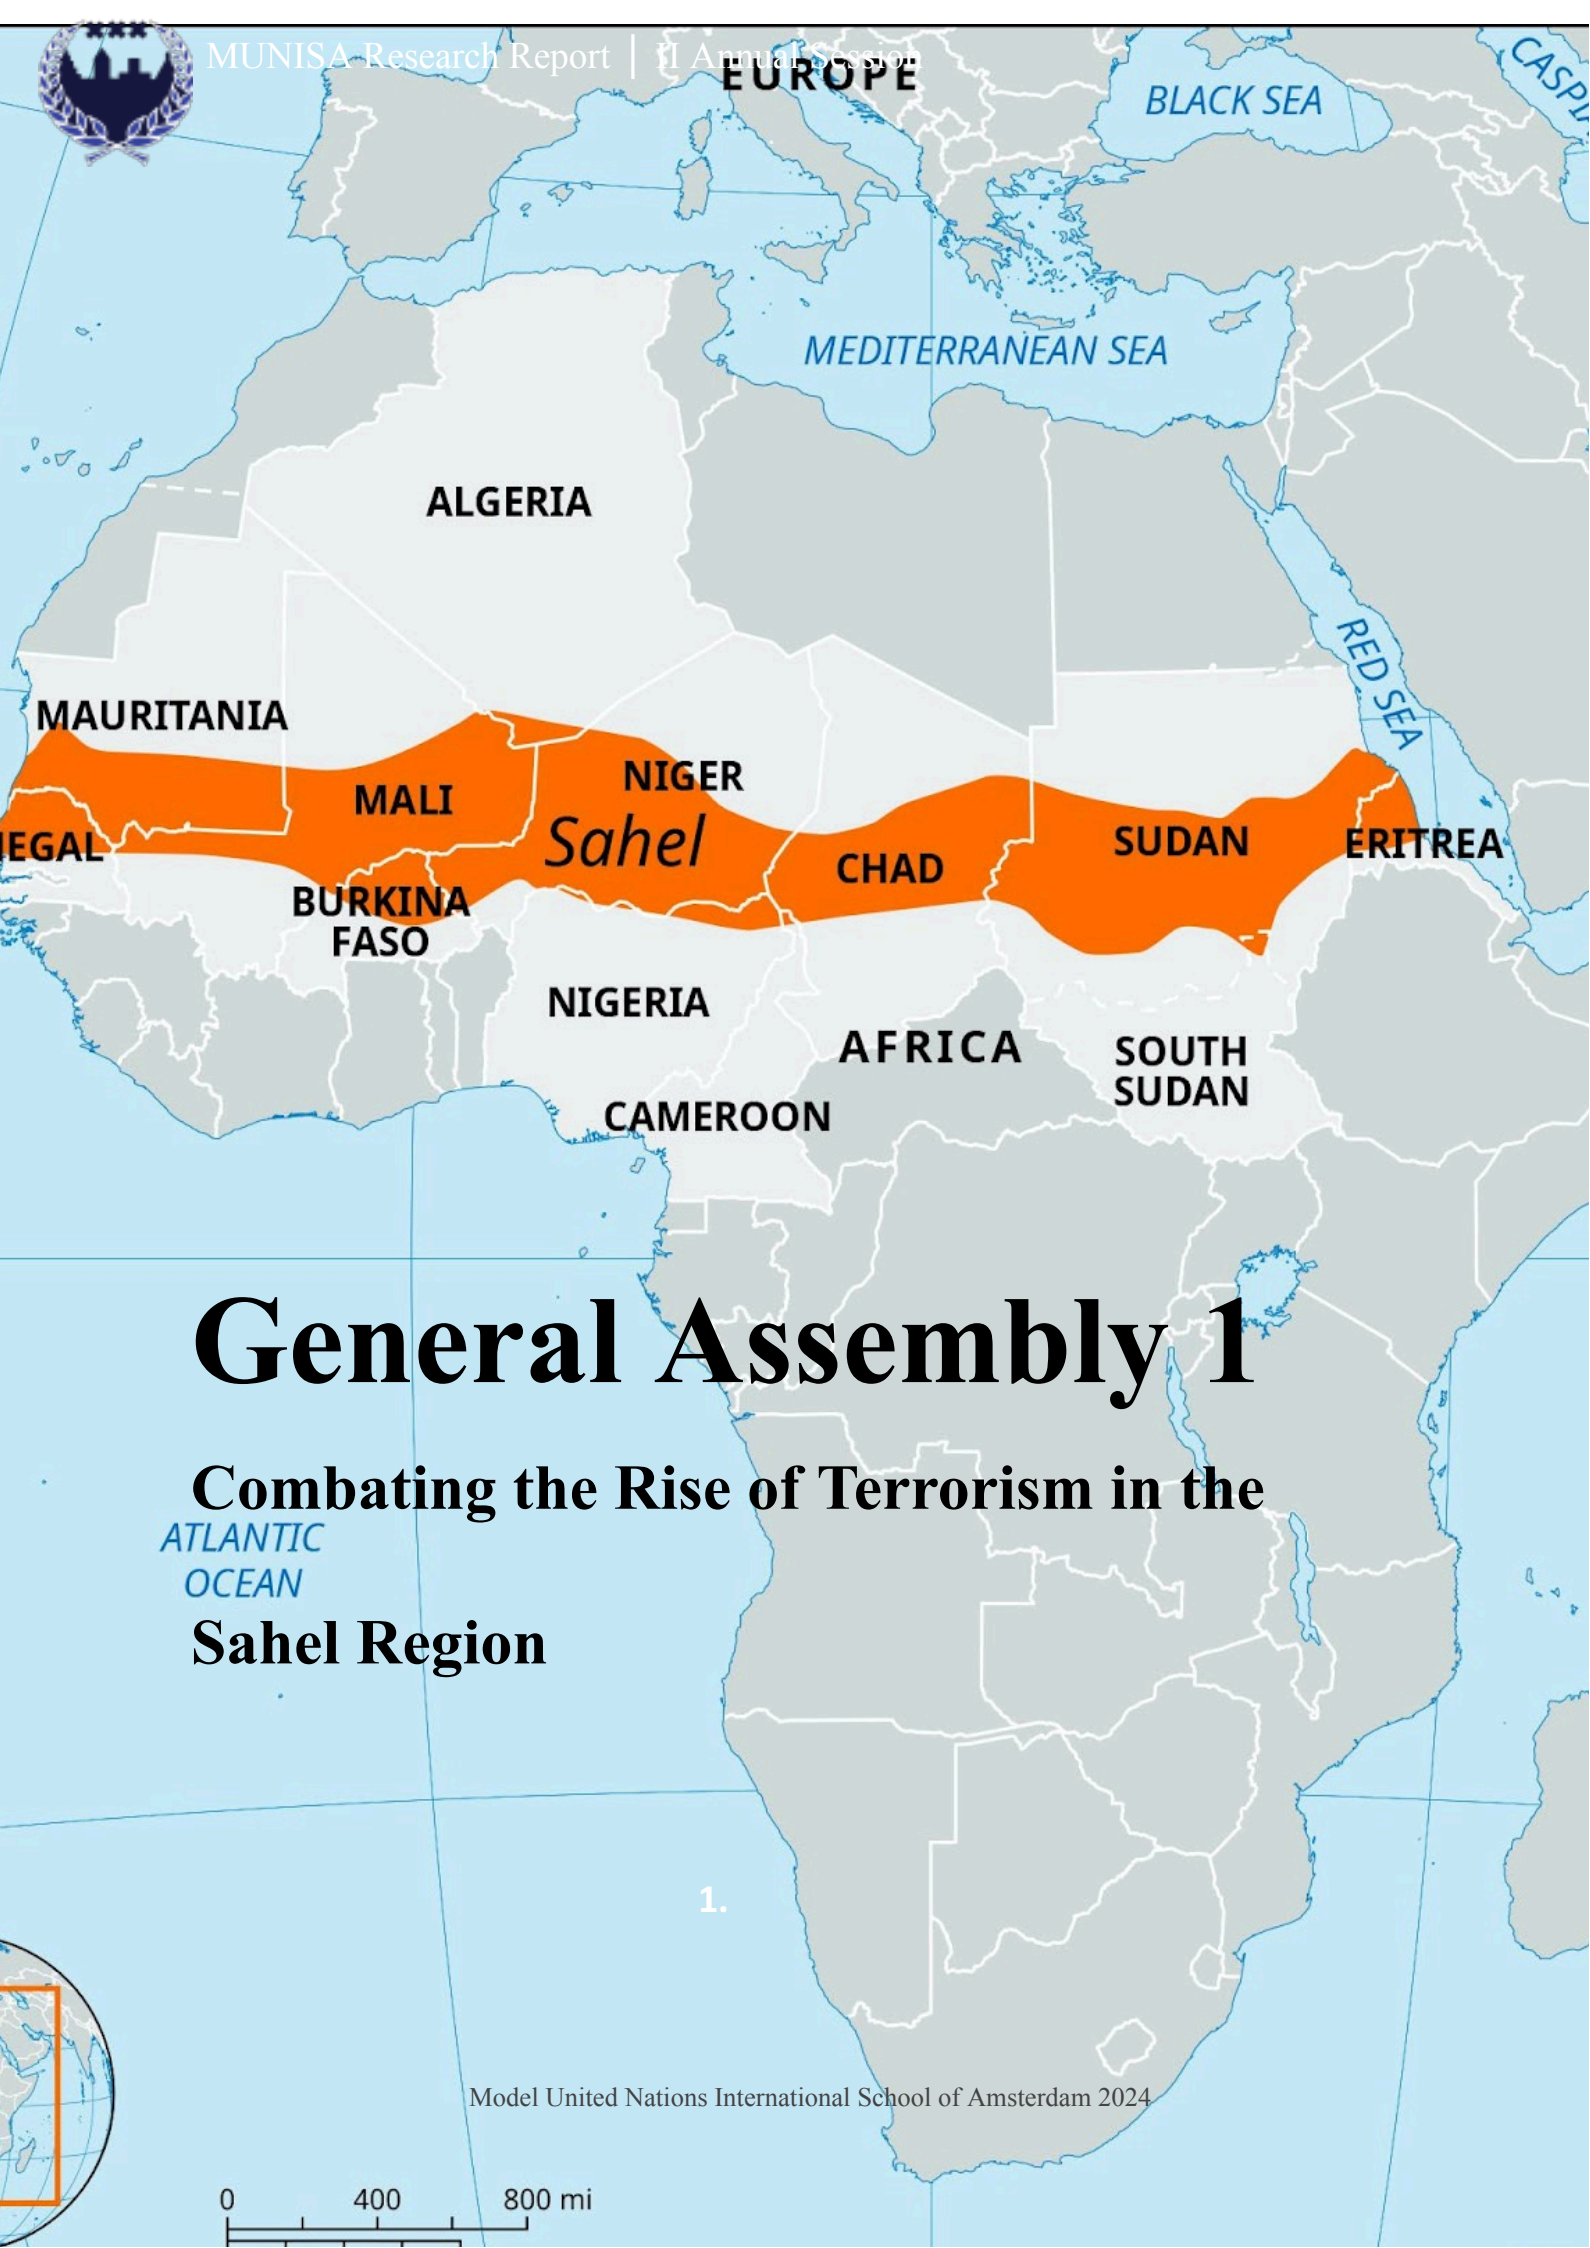 MUNISA Research Report | II Annual Session
EUROPE
BLACK SEA
CASPI
MEDITERRANEAN SEA
ALGERIA
RED SEA
MAURITANIA
MALI
NIGER
Sahel
EGAL
CHAD
SUDAN
ERITREA
BURKINA
FASO
NIGERIA
AFRICA
SOUTH
SUDAN
CAMEROON
General Assembly 1
Combating the Rise of Terrorism in the
ATLANTIC
OCEAN
Sahel Region
1.
Model United Nations International School of Amsterdam 2024
0 400 800 mi